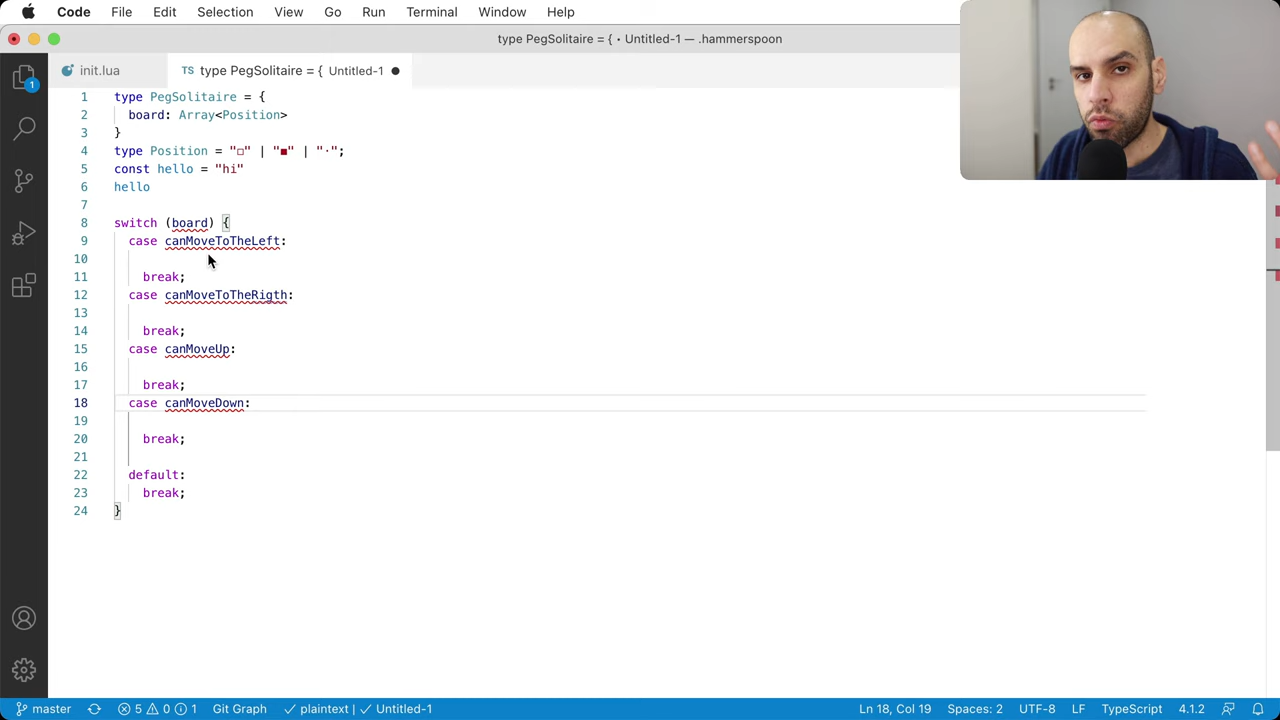 Code File Edit Selection View Go Run Terminal Window Help
type PegSolitaire = { • Untitled-1 — .hammerspoon
init.lua
TS type PegSolitaire = { Untitled-1 ●
1
1 type PegSolitaire = {
2 board: Array<Position>
3 }
4 type Position = "◻" | "◼" | "·";
5 const hello = "hi"
6 hello
7
8 switch (board) {
9 case canMoveToTheLeft:
10
11 break;
12 case canMoveToTheRigth:
13
14 break;
15 case canMoveUp:
16
17 break;
18 case canMoveDown:
19
20 break;
21
22 default:
23 break;
24 }
master 5 0 1 Git Graph ✓ plaintext | ✓ Untitled-1 Ln 18, Col 19 Spaces: 2 UTF-8 LF TypeScript 4.1.2